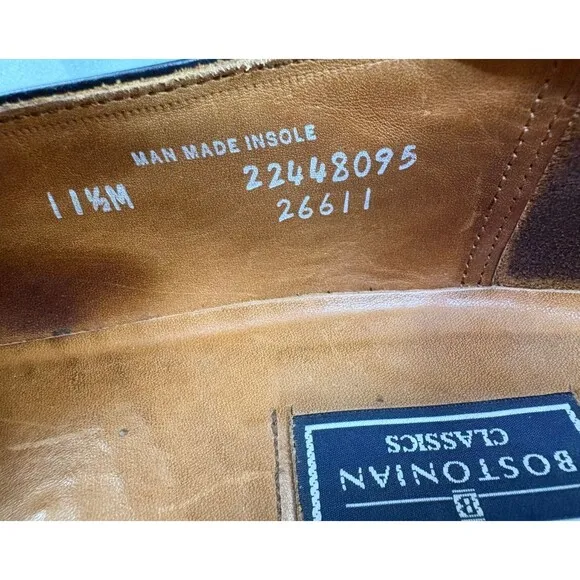 MAN MADE INSOLE
11½M 22448095
26611
BOSTONIAN
CLASSICS